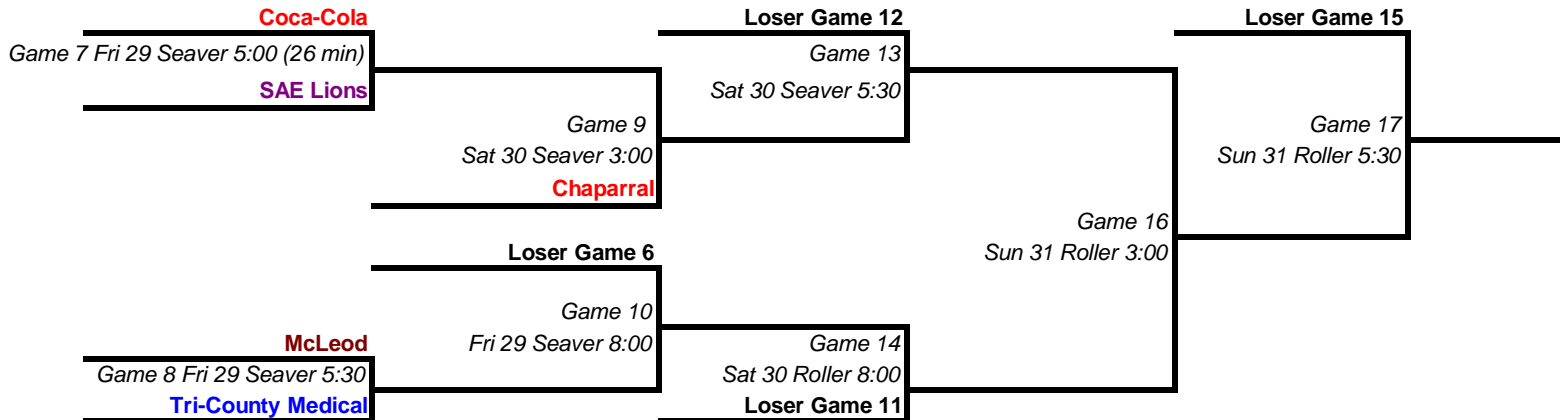 Coca-Cola
Loser Game 12
Loser Game 15
Game 7 Fri 29 Seaver 5:00 (26 min)
Game 13
SAE Lions
Sat 30 Seaver 5:30
Game 9
Game 17
Sat 30 Seaver 3:00
Sun 31 Roller 5:30
Chaparral
Game 16
Loser Game 6
Sun 31 Roller 3:00
Game 10
McLeod
Fri 29 Seaver 8:00
Game 14
Game 8 Fri 29 Seaver 5:30
Sat 30 Roller 8:00
Tri-County Medical
Loser Game 11